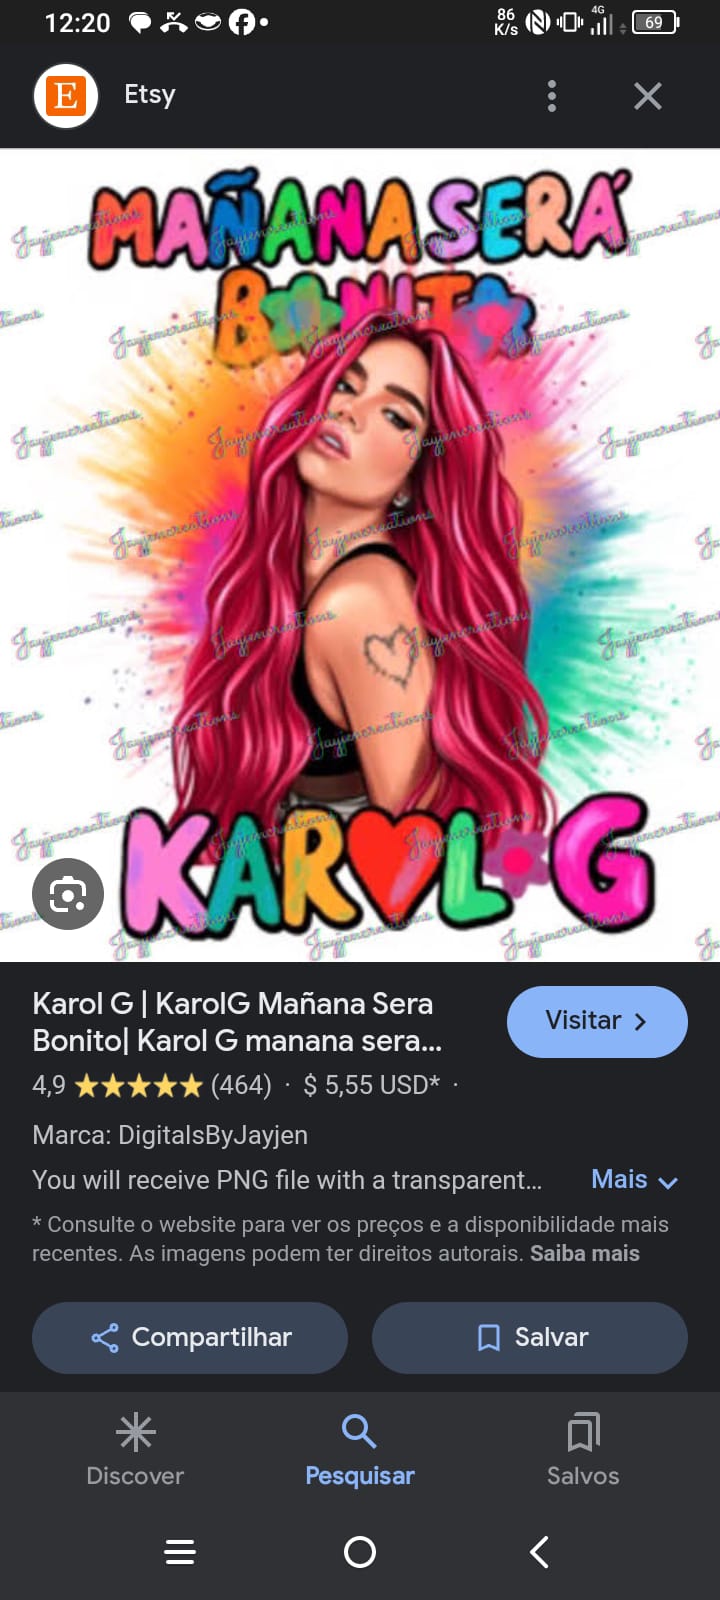 12:20
86
K/s
4G
69
E
Etsy
MAÑANA SERÁ
BONITO
Jayjencreations
KAROL G
Karol G | KarolG Mañana Sera
Bonito| Karol G manana sera...
Visitar
4,9 ★★★★★ (464) · $ 5,55 USD* ·
Marca: DigitalsByJayjen
You will receive PNG file with a transparent... Mais
* Consulte o website para ver os preços e a disponibilidade mais
recentes. As imagens podem ter direitos autorais. Saiba mais
Compartilhar
Salvar
Discover
Pesquisar
Salvos